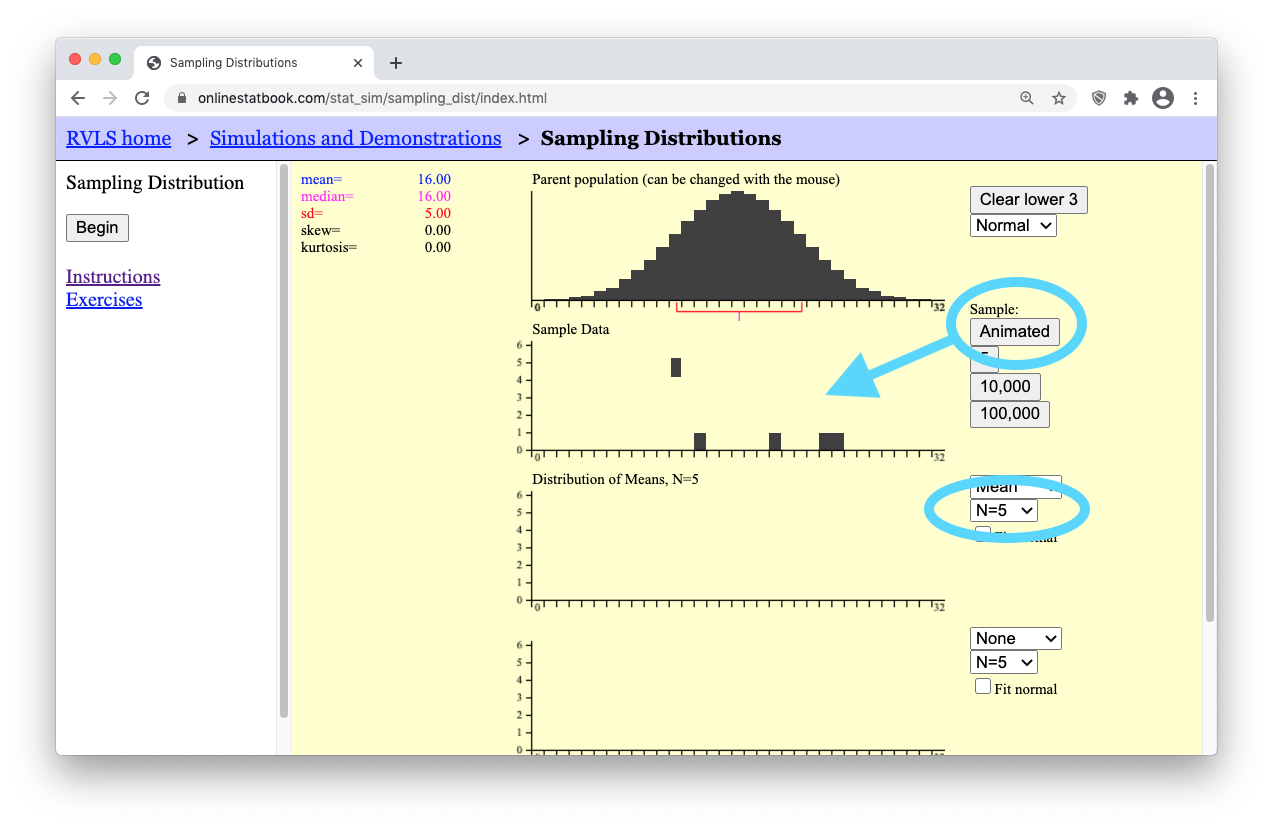 Sampling Distributions
onlinestatbook.com/stat_sim/sampling_dist/index.html
RVLS home > Simulations and Demonstrations > Sampling Distributions
Sampling Distribution
Begin
Instructions
Exercises
mean= 16.00
median= 16.00
sd= 5.00
skew= 0.00
kurtosis= 0.00
Parent population (can be changed with the mouse)
0 32
Clear lower 3
Normal
Sample:
Animated
5
10,000
100,000
Sample Data
6
5
4
3
2
1
0
0 32
Distribution of Means, N=5
6
5
4
3
2
1
0
0 32
Mean
N=5
Fit normal
6
5
4
3
2
1
0
None
N=5
Fit normal